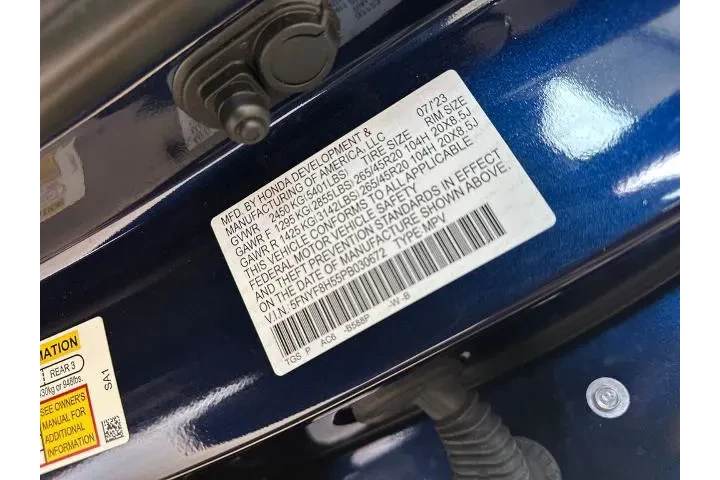 MFD. BY HONDA DEVELOPMENT & 07/'23
MANUFACTURING OF AMERICA, LLC
GVWR 2450 KG( 5401LBS) TIRE SIZE RIM SIZE
GAWR F 1295 KG( 2855LBS) 265/45R20 104H 20X8.5J
GAWR R 1425 KG( 3142LBS) 265/45R20 104H 20X8.5J
THIS VEHICLE CONFORMS TO ALL APPLICABLE
FEDERAL MOTOR VEHICLE SAFETY
AND THEFT PREVENTION STANDARDS IN EFFECT
ON THE DATE OF MANUFACTURE SHOWN ABOVE.
V.I.N.: 5FNYF8H55PB030672 TYPE:MPV
TGS P AC6 -B588P -W-B
REAR 3
SEE OWNER'S
MANUAL FOR
ADDITIONAL
INFORMATION
SA1